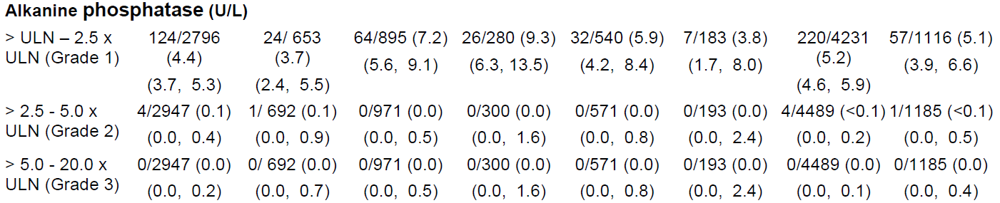 Alkanine phosphatase (U/L)
> ULN – 2.5 x 124/2796 24/ 653 64/895 (7.2) 26/280 (9.3) 32/540 (5.9) 7/183 (3.8) 220/4231 57/1116 (5.1)
ULN (Grade 1) (4.4) (3.7) (5.6, 9.1) (6.3, 13.5) (4.2, 8.4) (1.7, 8.0) (5.2) (3.9, 6.6)
(3.7, 5.3) (2.4, 5.5) (4.6, 5.9)
> 2.5 - 5.0 x 4/2947 (0.1) 1/ 692 (0.1) 0/971 (0.0) 0/300 (0.0) 0/571 (0.0) 0/193 (0.0) 4/4489 (<0.1) 1/1185 (<0.1)
ULN (Grade 2) (0.0, 0.4) (0.0, 0.9) (0.0, 0.5) (0.0, 1.6) (0.0, 0.8) (0.0, 2.4) (0.0, 0.2) (0.0, 0.5)
> 5.0 - 20.0 x 0/2947 (0.0) 0/ 692 (0.0) 0/971 (0.0) 0/300 (0.0) 0/571 (0.0) 0/193 (0.0) 0/4489 (0.0) 0/1185 (0.0)
ULN (Grade 3) (0.0, 0.2) (0.0, 0.7) (0.0, 0.5) (0.0, 1.6) (0.0, 0.8) (0.0, 2.4) (0.0, 0.1) (0.0, 0.4)